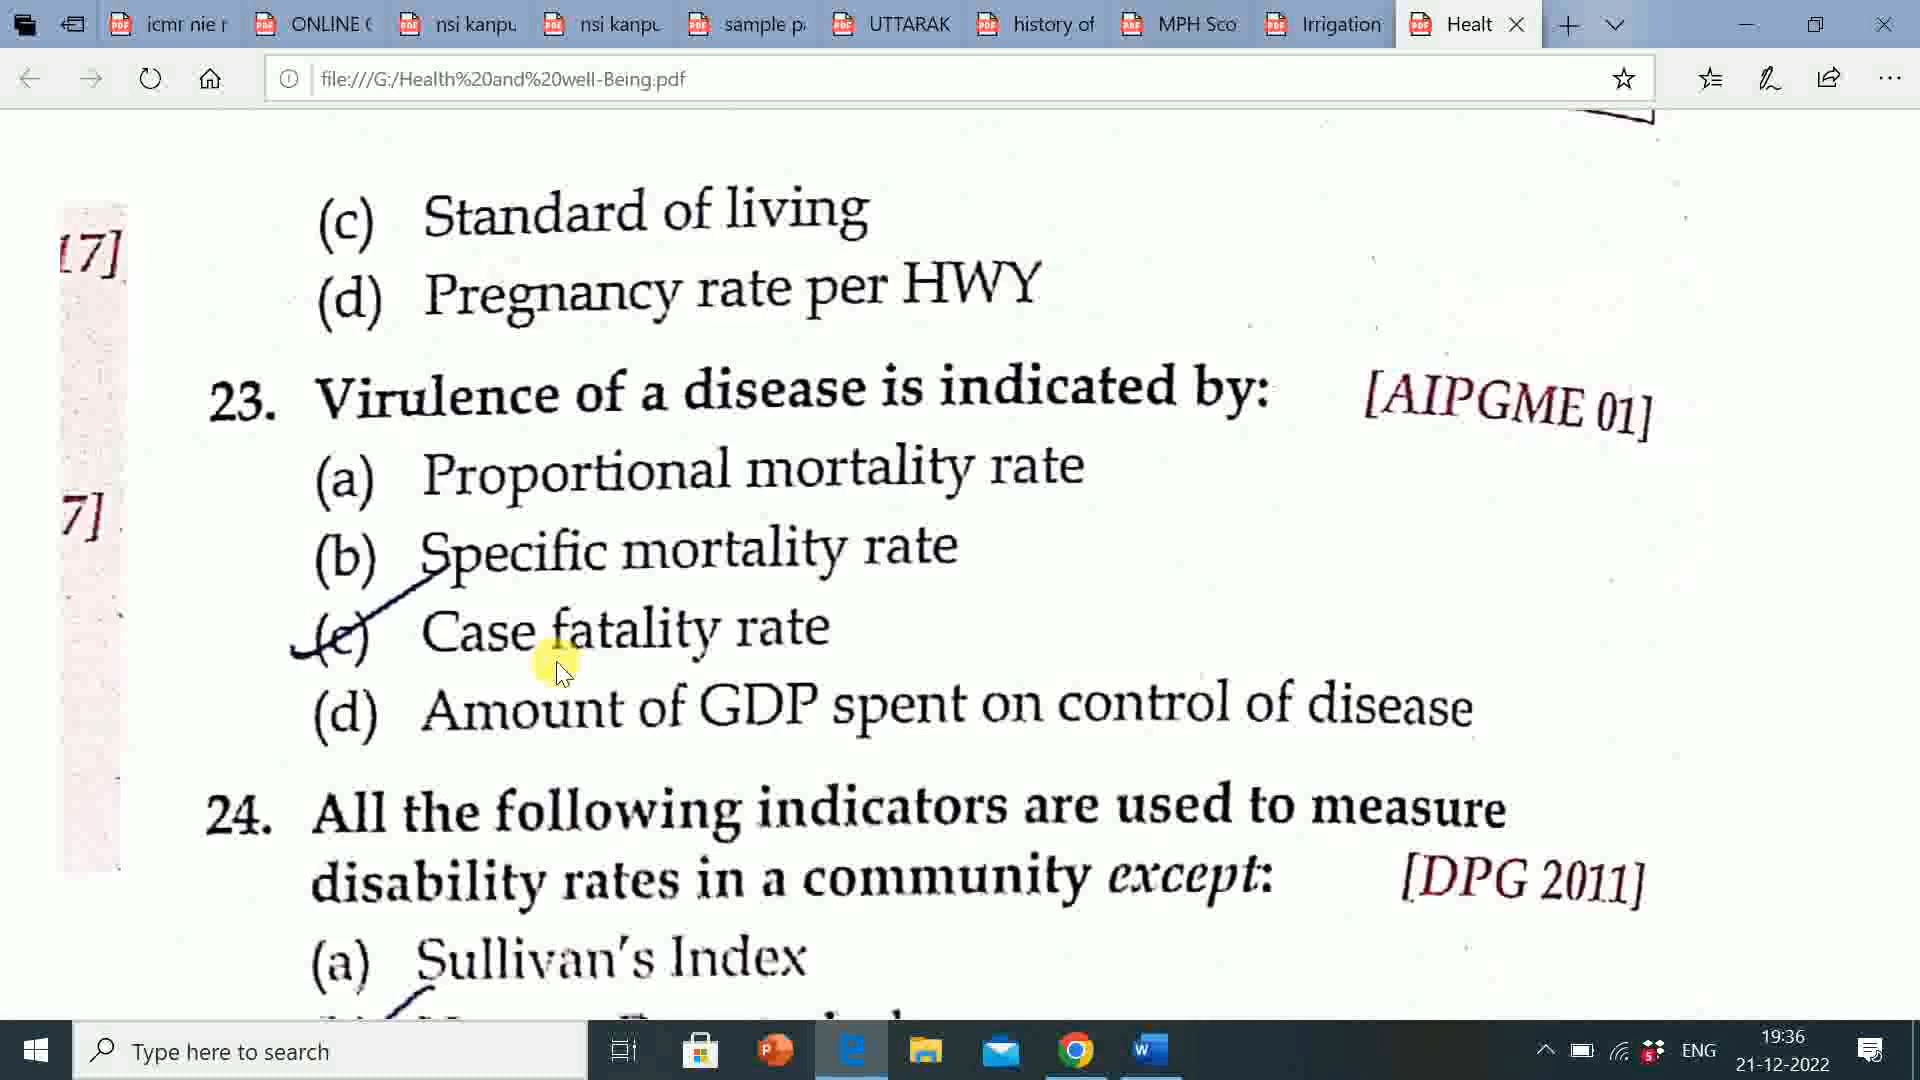 icmr nie r
ONLINE (
nsi kanpu
nsi kanpu
sample pa
UTTARAK
history of
MPH Sco
Irrigation
Healt
file:///G:/Health%20and%20well-Being.pdf
(c) Standard of living
17]
(d) Pregnancy rate per HWY
23. Virulence of a disease is indicated by: [AIPGME 01]
(a) Proportional mortality rate
7]
(b) Specific mortality rate
(c) Case fatality rate
(d) Amount of GDP spent on control of disease
24. All the following indicators are used to measure
disability rates in a community except: [DPG 2011]
(a) Sullivan's Index
Type here to search
ENG
19:36
21-12-2022